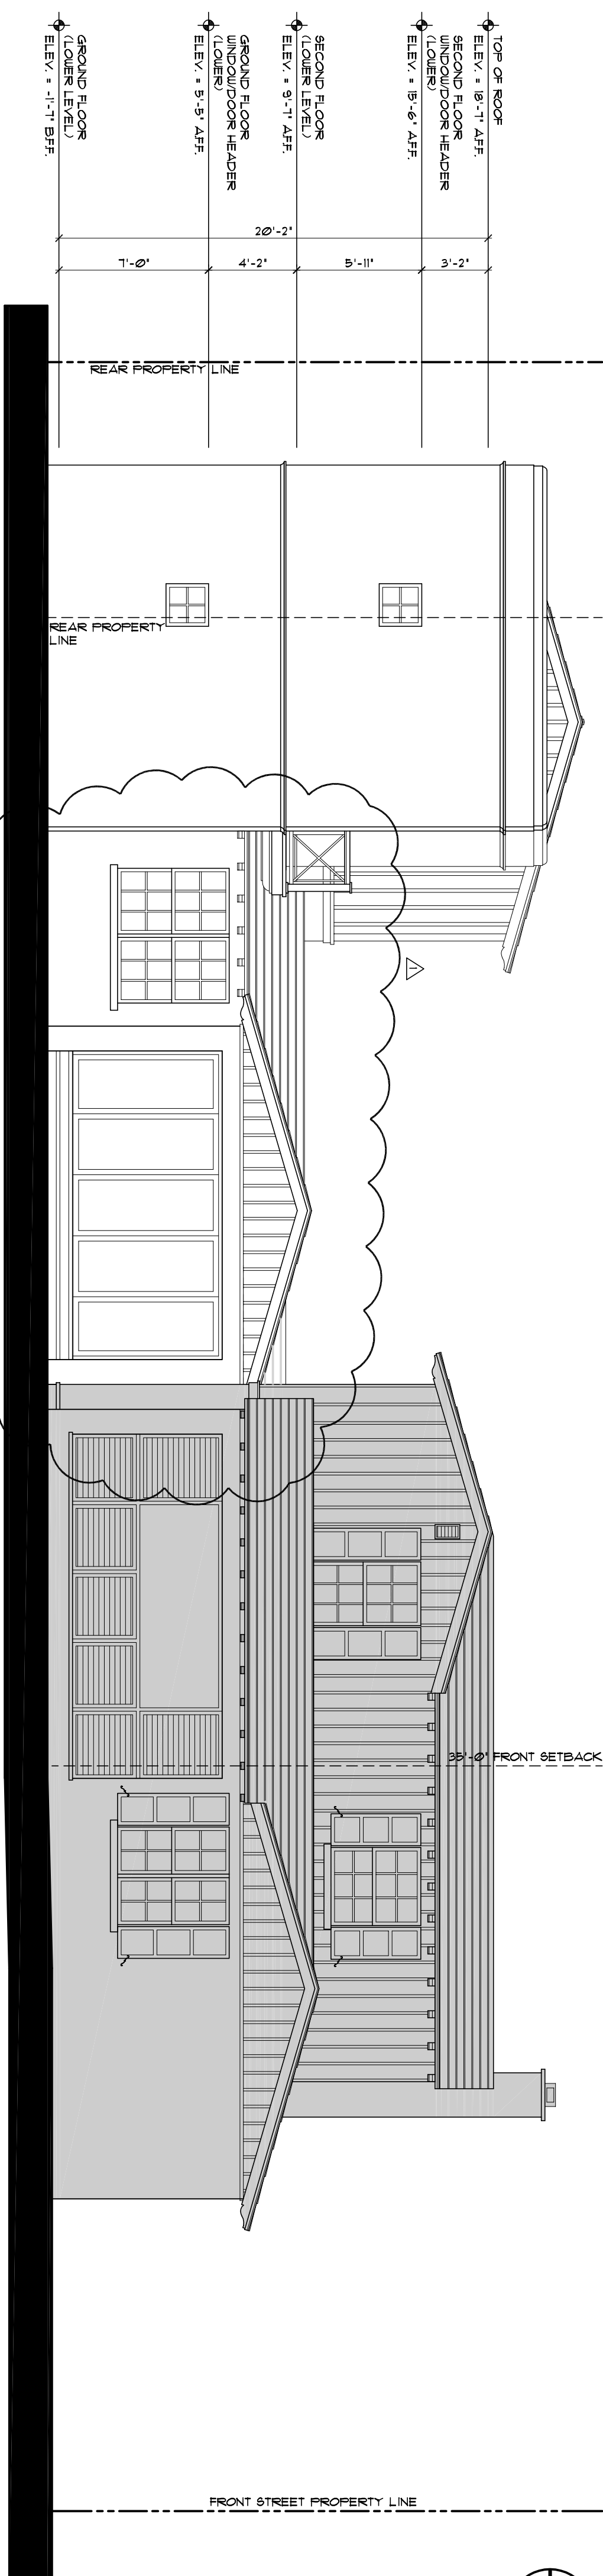 TOP OF ROOF
ELEV. = 18'-7" A.F.F.
SECOND FLOOR
WINDOW/DOOR HEADER
(LOWER)
ELEV. = 15'-6" A.F.F.
SECOND FLOOR
(LOWER LEVEL)
ELEV. = 9'-7" A.F.F.
GROUND FLOOR
WINDOW/DOOR HEADER
(LOWER)
ELEV. = 5'-5" A.F.F.
GROUND FLOOR
(LOWER LEVEL)
ELEV. = -1'-7" B.F.F.
20'-2"
7'-0"
4'-2"
5'-11"
3'-2"
REAR PROPERTY LINE
REAR PROPERTY
LINE
1
35'-0" FRONT SETBACK
FRONT STREET PROPERTY LINE